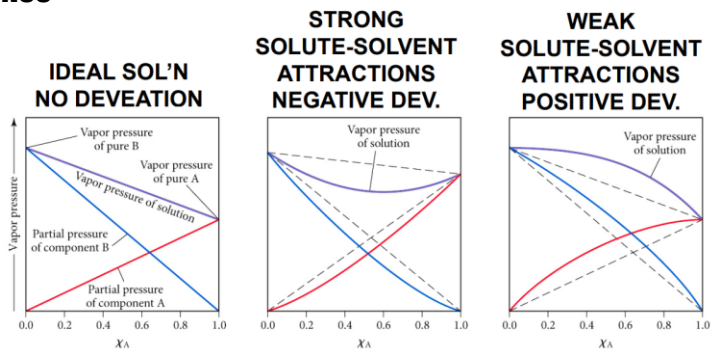 IDEAL SOL'N
NO DEVEATION
STRONG
SOLUTE-SOLVENT
ATTRACTIONS
NEGATIVE DEV.
WEAK
SOLUTE-SOLVENT
ATTRACTIONS
POSITIVE DEV.
Vapor pressure
Vapor pressure
of pure B
Vapor pressure
of pure A
Vapor pressure of solution
Partial pressure
of component B
Partial pressure
of component A
0.0 0.2 0.4 0.6 0.8 1.0
χA
Vapor pressure
of solution
0.0 0.2 0.4 0.6 0.8 1.0
χA
Vapor pressure
of solution
0.0 0.2 0.4 0.6 0.8 1.0
χA